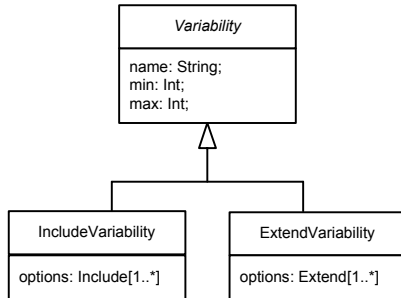 Variability
name: String;
min: Int;
max: Int;
IncludeVariability
options: Include[1..*]
ExtendVariability
options: Extend[1..*]